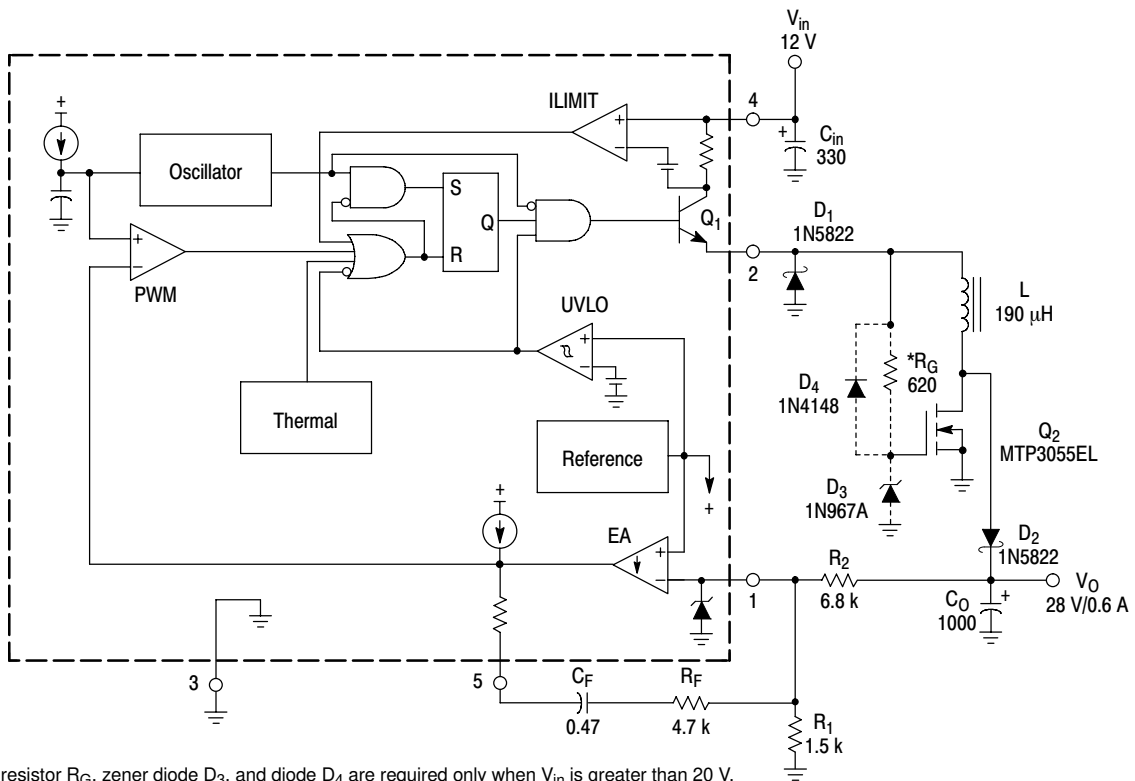 Vin
12 V
4
ILIMIT
+
−
+
Cin
330
+
Oscillator
S
Q
R
Q1
D1
1N5822
2
+
−
PWM
L
190 μH
UVLO
+
−
*RG
620
D4
1N4148
Thermal
Reference
+
Q2
MTP3055EL
D3
1N967A
+
EA
+
−
D2
1N5822
1
R2
6.8 k
VO
28 V/0.6 A
CO
1000
+
3
5
CF
0.47
RF
4.7 k
R1
1.5 k
resistor RG, zener diode D3, and diode D4 are required only when Vin is greater than 20 V.